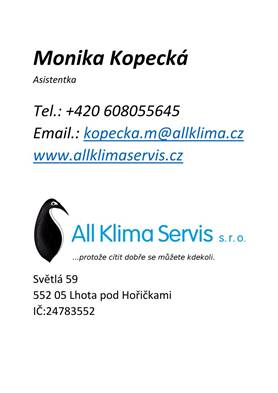 Monika Kopecká
Asistentka
Tel.: +420 608055645
Email.: kopecka.m@allklima.cz
www.allklimaservis.cz
All Klima Servis s. r. o.
...protože cítit dobře se můžete kdekoli.
Světlá 59
552 05 Lhota pod Hořičkami
IČ:24783552